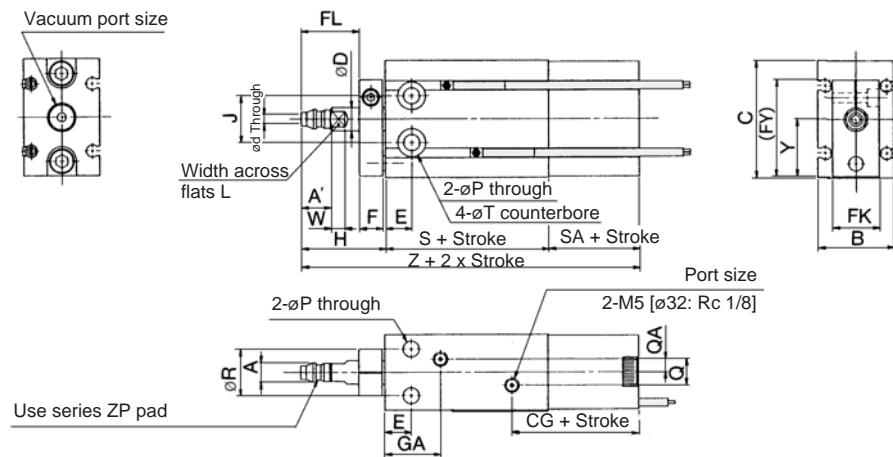 Vacuum port size
FL
øD
J
ød Through
Width across
flats L
A'
W
H
F
E
2-øP through
4-øT counterbore
S + Stroke
SA + Stroke
Z + 2 x Stroke
C
(FY)
Y
FK
B
Port size
2-M5 [ø32: Rc 1/8]
2-øP through
øR
A
Use series ZP pad
E
GA
CG + Stroke
QA
Q